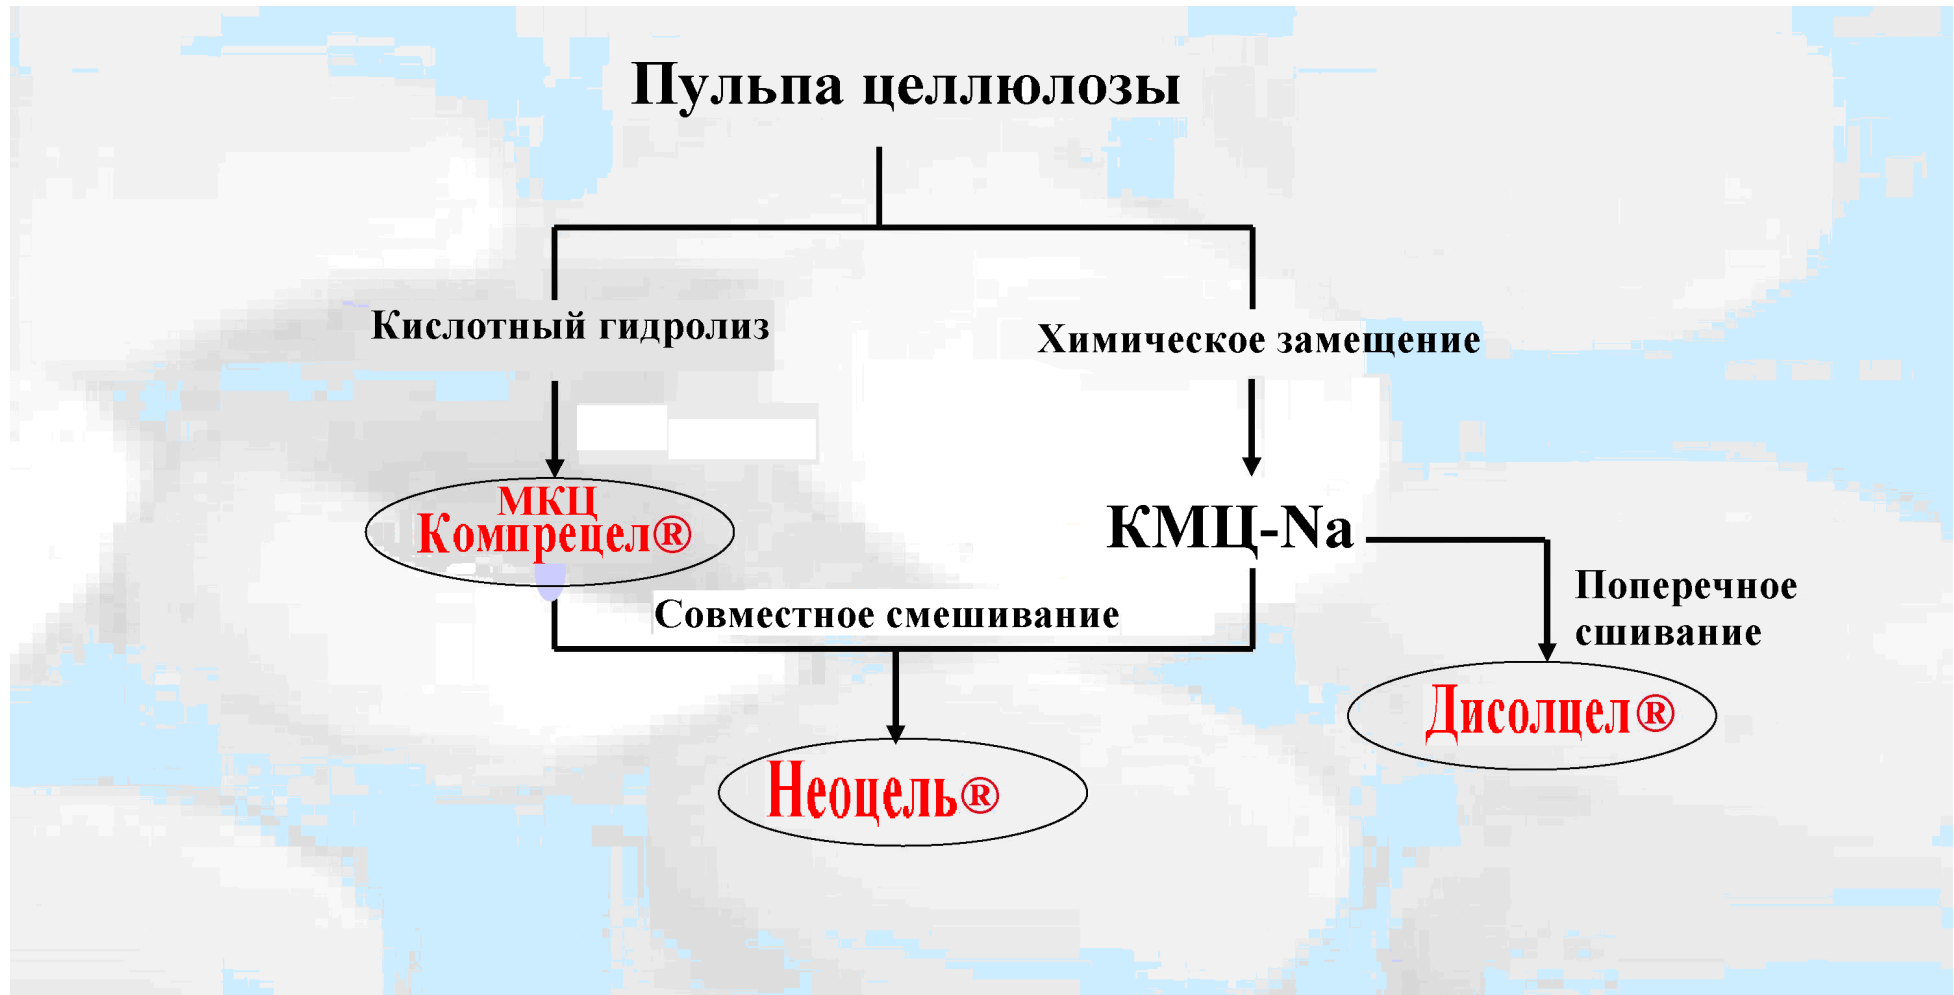 Пульпа целлюлозы
Кислотный гидролиз
Химическое замещение
МКЦ
Компрецел®
КМЦ-Na
Поперечное
сшивание
Совместное смешивание
Дисолцел®
Неоцель®